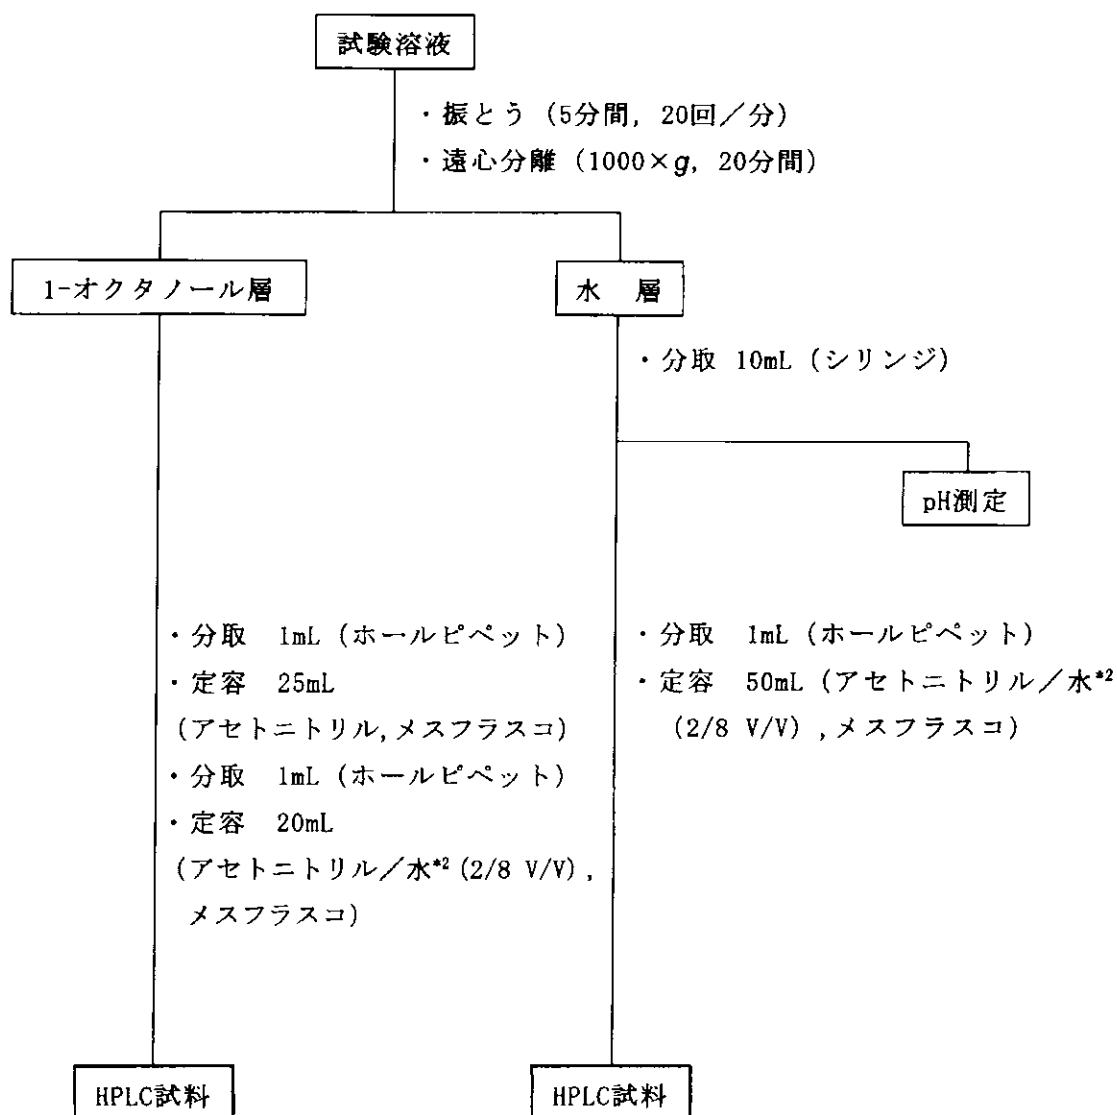 試験溶液
・振とう (5分間, 20回／分)
・遠心分離 (1000×g, 20分間)
1-オクタノール層
水　層
・分取 10mL (シリンジ)
pH測定
・分取　1mL (ホールピペット)
・定容　25mL
(アセトニトリル,メスフラスコ)
・分取　1mL (ホールピペット)
・定容　20mL
(アセトニトリル／水*2 (2/8 V/V) ,
メスフラスコ)
・分取　1mL (ホールピペット)
・定容　50mL (アセトニトリル／水*2
(2/8 V/V) ,メスフラスコ)
HPLC試料
HPLC試料